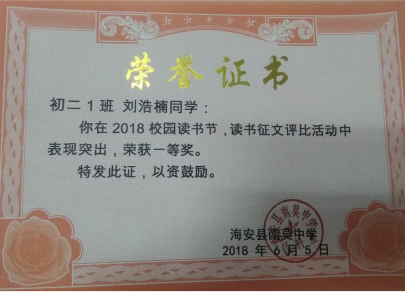 荣誉证书
初二1班 刘浩楠同学：
你在2018校园读书节，读书征文评比活动中
表现突出，荣获一等奖。
特发此证，以资鼓励。
海安县南莫中学
2018 年 6 月 5 日